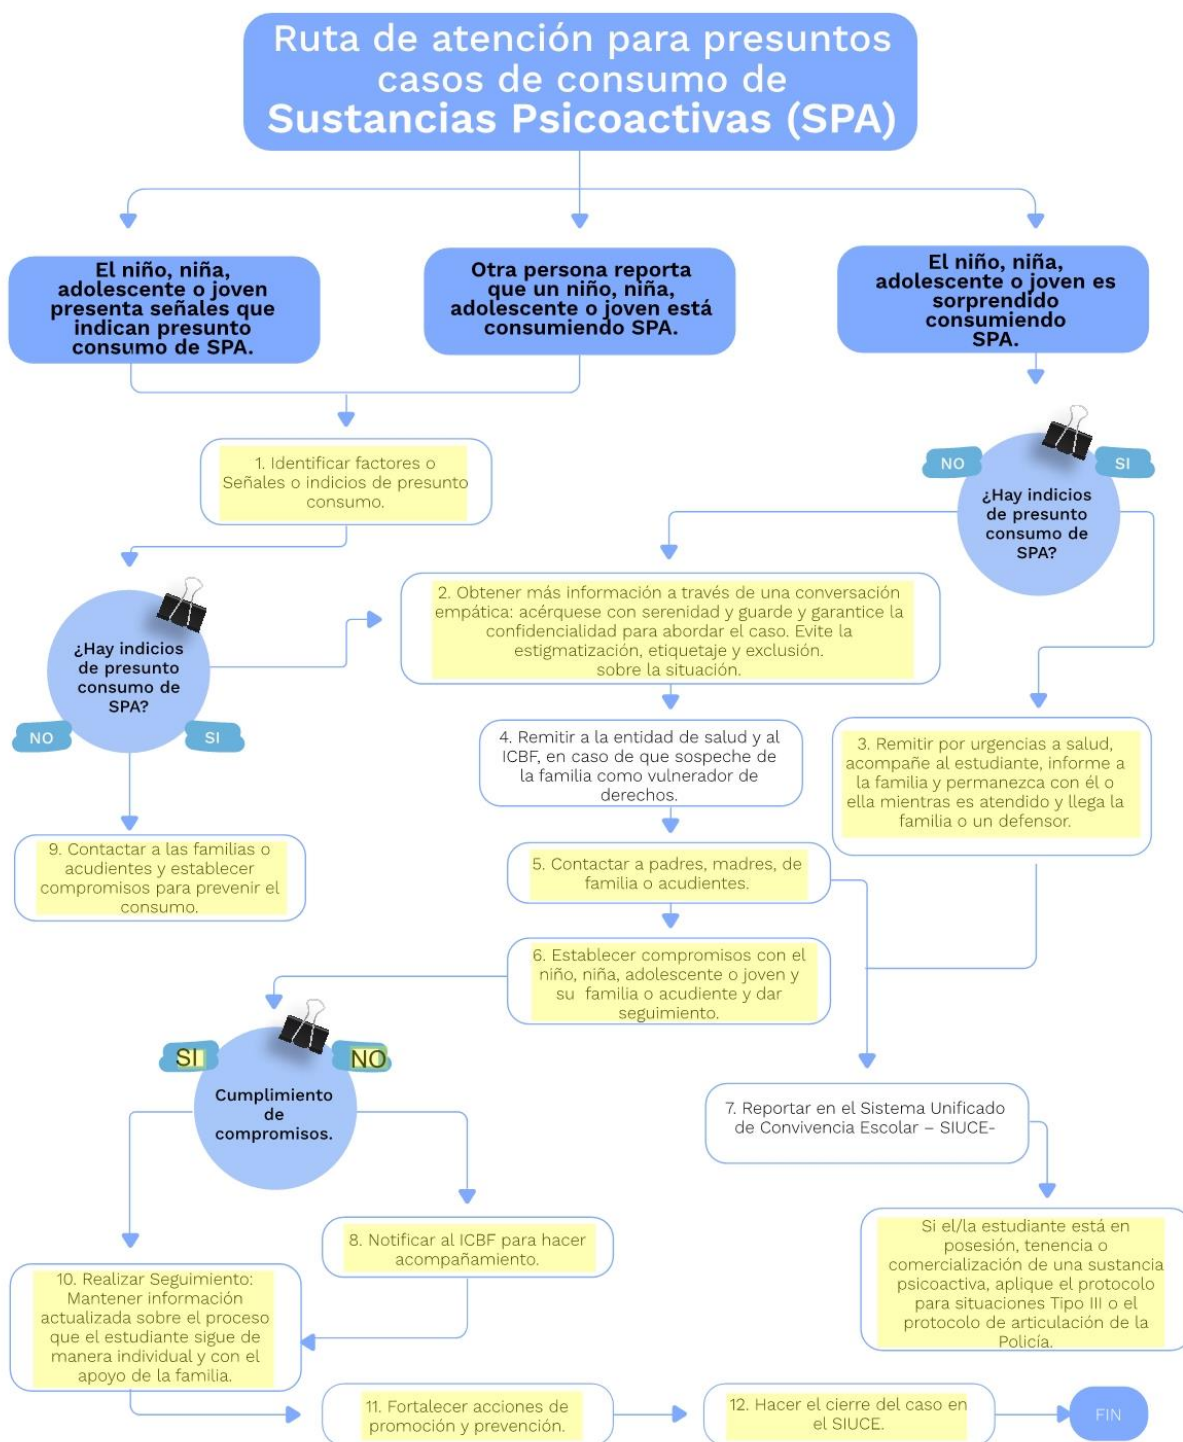 Ruta de atención para presuntos
casos de consumo de
Sustancias Psicoactivas (SPA)
El niño, niña,
adolescente o joven
presenta señales que
indican presunto
consumo de SPA.
Otra persona reporta
que un niño, niña,
adolescente o joven está
consumiendo SPA.
El niño, niña,
adolescente o joven es
sorprendido
consumiendo
SPA.
1. Identificar factores o
Señales o indicios de presunto
consumo.
NO
SI
¿Hay indicios
de presunto
consumo de
SPA?
2. Obtener más información a través de una conversación
empática: acérquese con serenidad y guarde y garantice la
confidencialidad para abordar el caso. Evite la
estigmatización, etiquetaje y exclusión.
sobre la situación.
¿Hay indicios
de presunto
consumo de
SPA?
NO
SI
4. Remitir a la entidad de salud y al
ICBF, en caso de que sospeche de
la familia como vulnerador de
derechos.
3. Remitir por urgencias a salud,
acompañe al estudiante, informe a
la familia y permanezca con él o
ella mientras es atendido y llega la
familia o un defensor.
9. Contactar a las familias o
acudientes y establecer
compromisos para prevenir el
consumo.
5. Contactar a padres, madres, de
familia o acudientes.
6. Establecer compromisos con el
niño, niña, adolescente o joven y
su familia o acudiente y dar
seguimiento.
SI
NO
Cumplimiento
de
compromisos.
7. Reportar en el Sistema Unificado
de Convivencia Escolar – SIUCE-
8. Notificar al ICBF para hacer
acompañamiento.
Si el/la estudiante está en
posesión, tenencia o
comercialización de una sustancia
psicoactiva, aplique el protocolo
para situaciones Tipo III o el
protocolo de articulación de la
Policía.
10. Realizar Seguimiento:
Mantener información
actualizada sobre el proceso
que el estudiante sigue de
manera individual y con el
apoyo de la familia.
11. Fortalecer acciones de
promoción y prevención.
12. Hacer el cierre del caso en
el SIUCE.
FIN